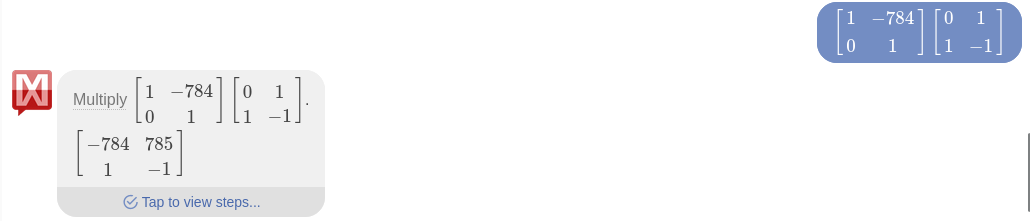 [1 −784] [0 1]
[0 1] [1 −1]
Multiply [1 −784] [0 1].
[0 1] [1 −1]
[−784 785]
[1 −1]
Tap to view steps...